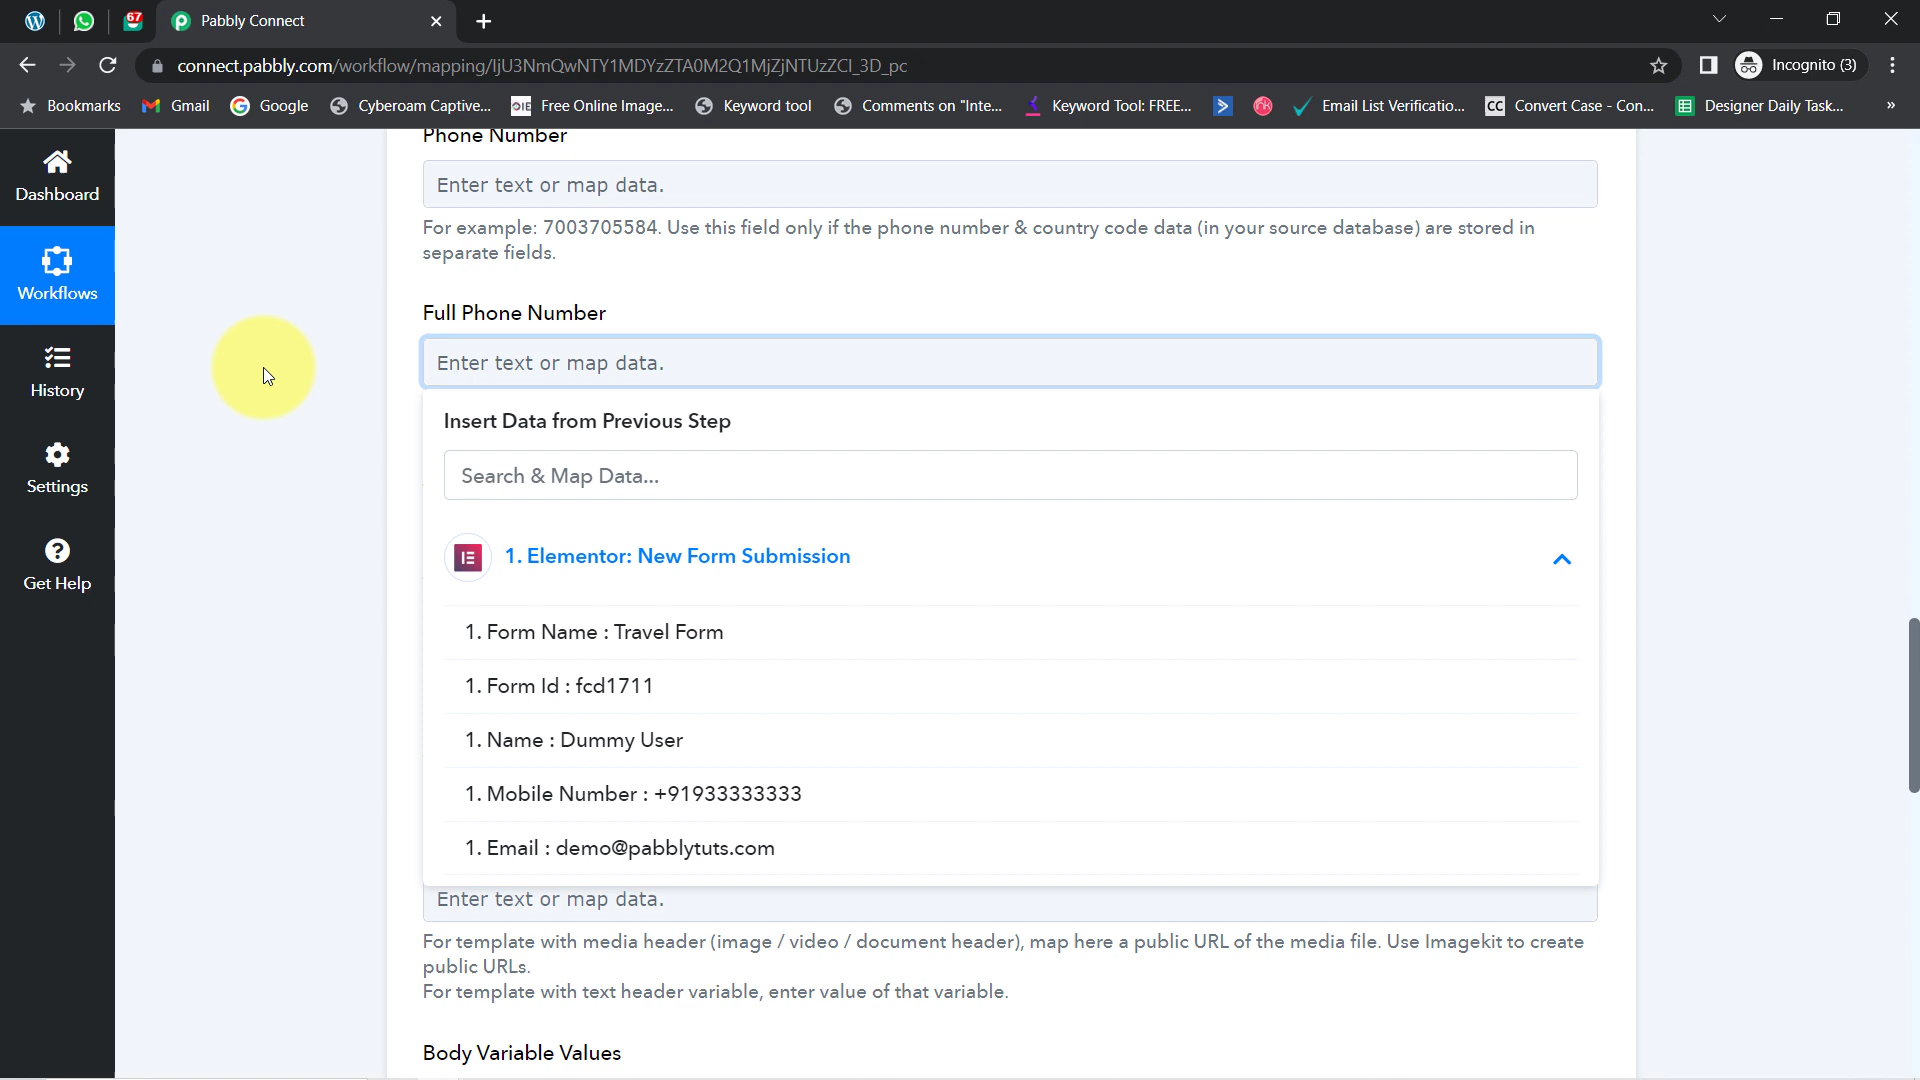 67
Pabbly Connect
connect.pabbly.com/workflow/mapping/IjU3NmQwNTY1MDYzZTA0M2Q1MjZjNTUzZCI_3D_pc
Incognito (3)
Bookmarks
Gmail
Google
Cyberoam Captive...
OIE
Free Online Image...
Keyword tool
Comments on "Inte...
Keyword Tool: FREE...
Email List Verificatio...
CC
Convert Case - Con...
Designer Daily Task...
»
Dashboard
Workflows
History
Settings
Get Help
Phone Number
Enter text or map data.
For example: 7003705584. Use this field only if the phone number & country code data (in your source database) are stored in
separate fields.
Full Phone Number
Enter text or map data.
Insert Data from Previous Step
Search & Map Data...
1. Elementor: New Form Submission
1. Form Name : Travel Form
1. Form Id : fcd1711
1. Name : Dummy User
1. Mobile Number : +91933333333
1. Email : demo@pabblytuts.com
Enter text or map data.
For template with media header (image / video / document header), map here a public URL of the media file. Use Imagekit to create
public URLs.
For template with text header variable, enter value of that variable.
Body Variable Values